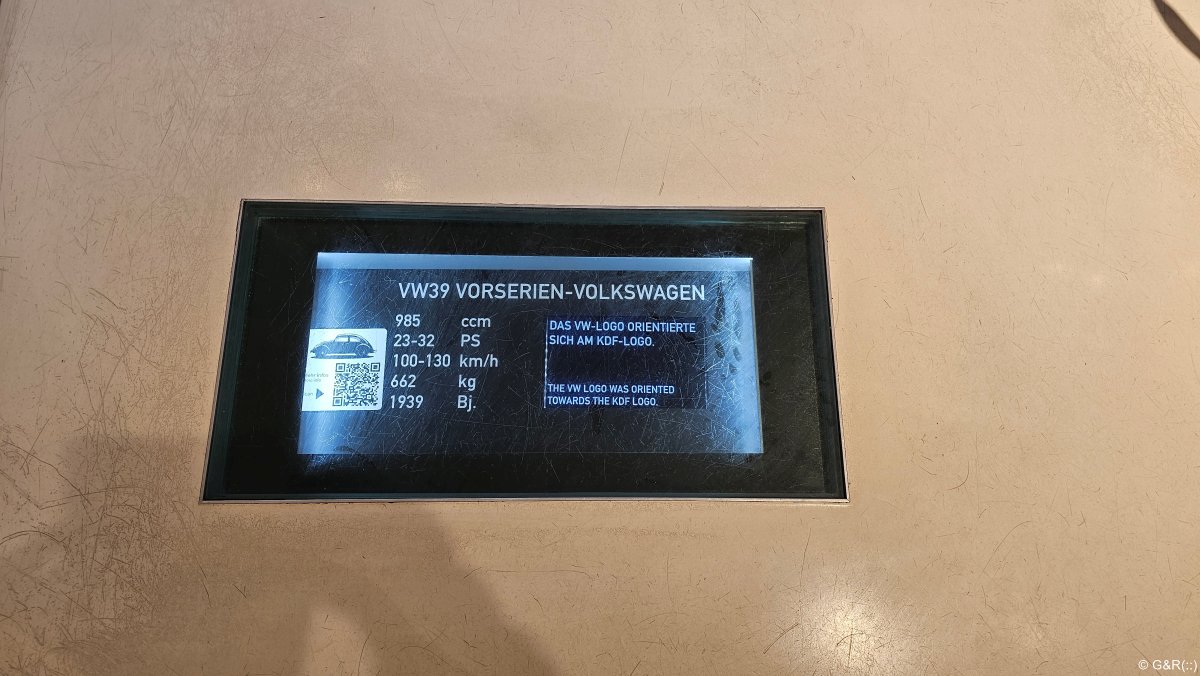 VW39 VORSERIEN-VOLKSWAGEN
985 ccm
23-32 PS
100-130 km/h
662 kg
1939 Bj.
DAS VW-LOGO ORIENTIERTE
SICH AM KDF-LOGO.
THE VW LOGO WAS ORIENTED
TOWARDS THE KDF LOGO.
© G&R(::)